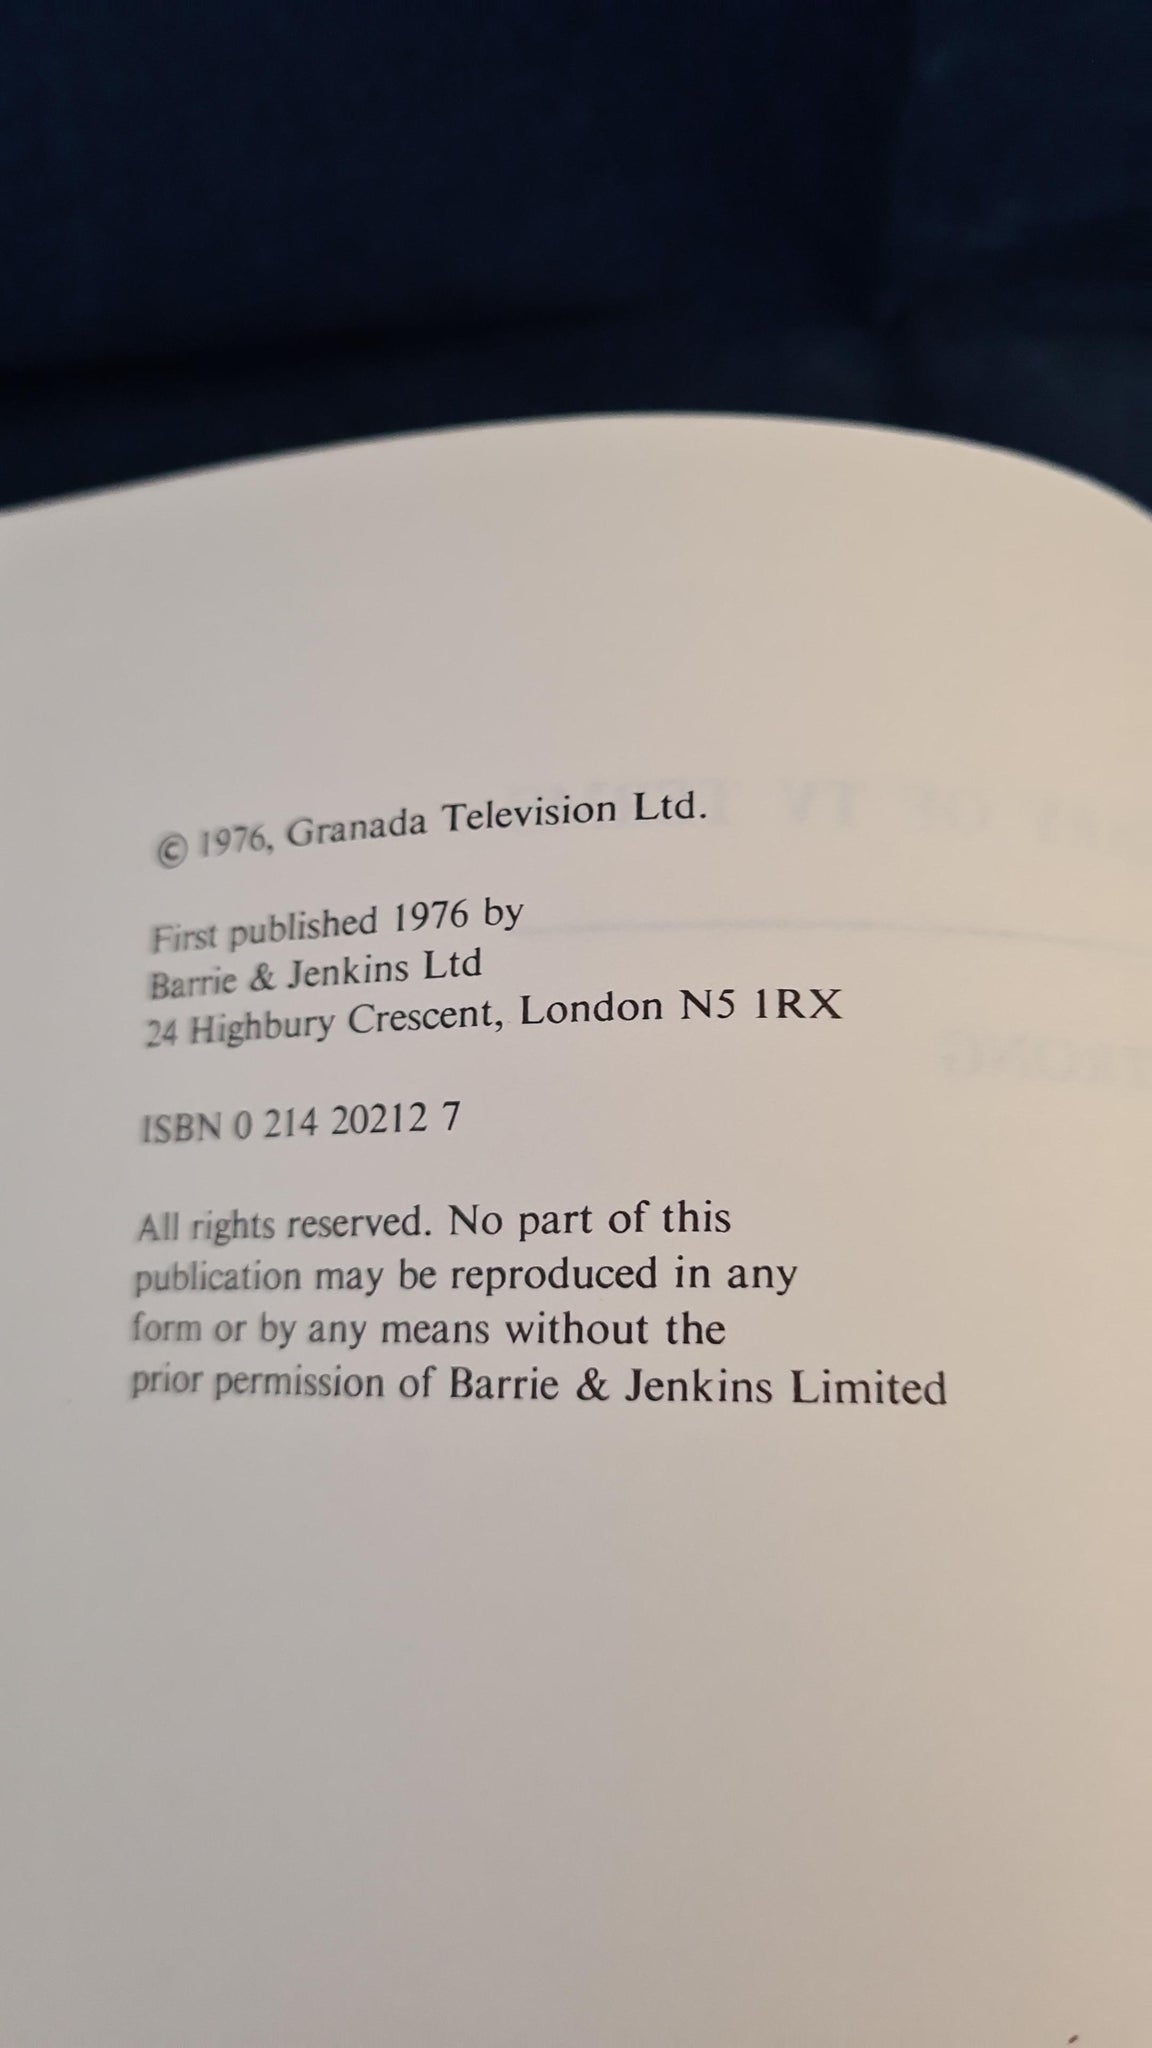 © 1976, Granada Television Ltd.
First published 1976 by
Barrie & Jenkins Ltd
24 Highbury Crescent, London N5 1RX
ISBN 0 214 20212 7
All rights reserved. No part of this
publication may be reproduced in any
form or by any means without the
prior permission of Barrie & Jenkins Limited